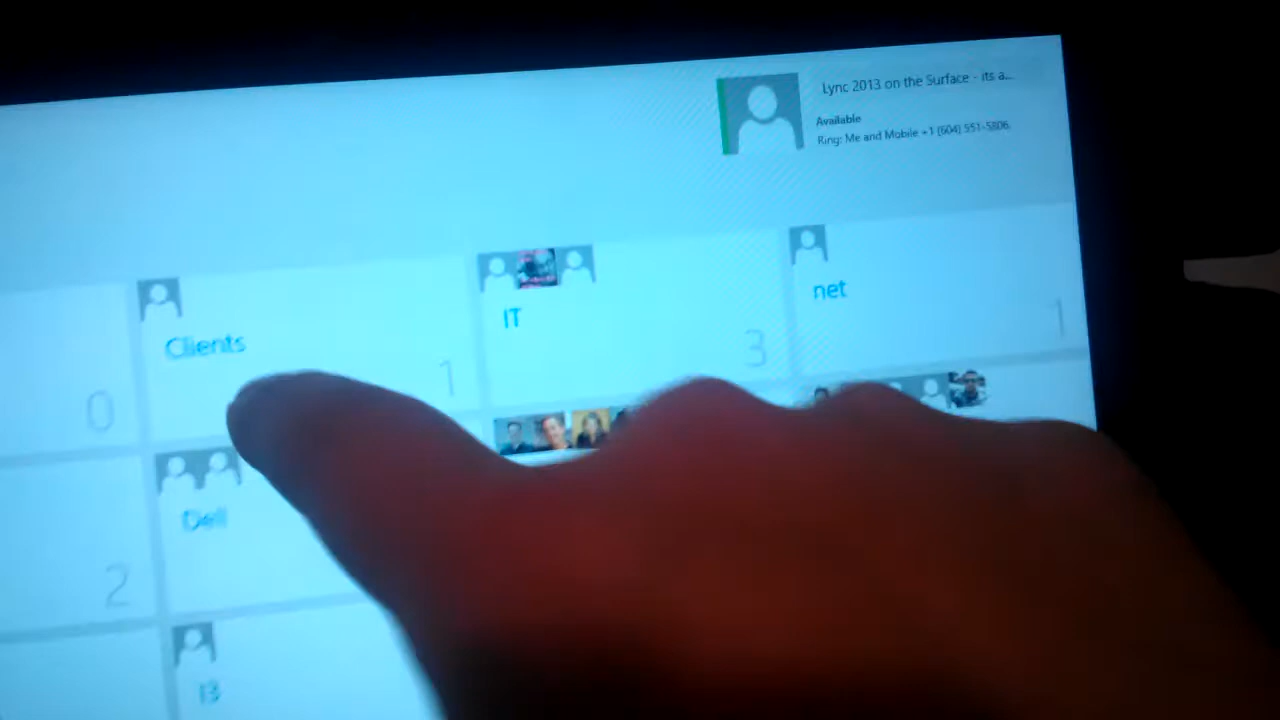 Lync 2013 on the Surface - its a...
Available
Ring: Me and Mobile +1 (604) 551-5806
Clients
IT
net
0
1
3
1
Dell
2
i3